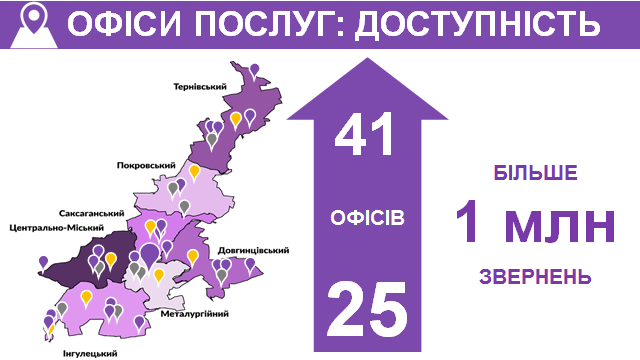 ОФІСИ ПОСЛУГ: ДОСТУПНІСТЬ
Тернівський
Покровський
Саксаганський
Центрально-Міський
Довгинцівський
Металургійний
Інгулецький
41
ОФІСІВ
25
БІЛЬШЕ
1 млн
ЗВЕРНЕНЬ